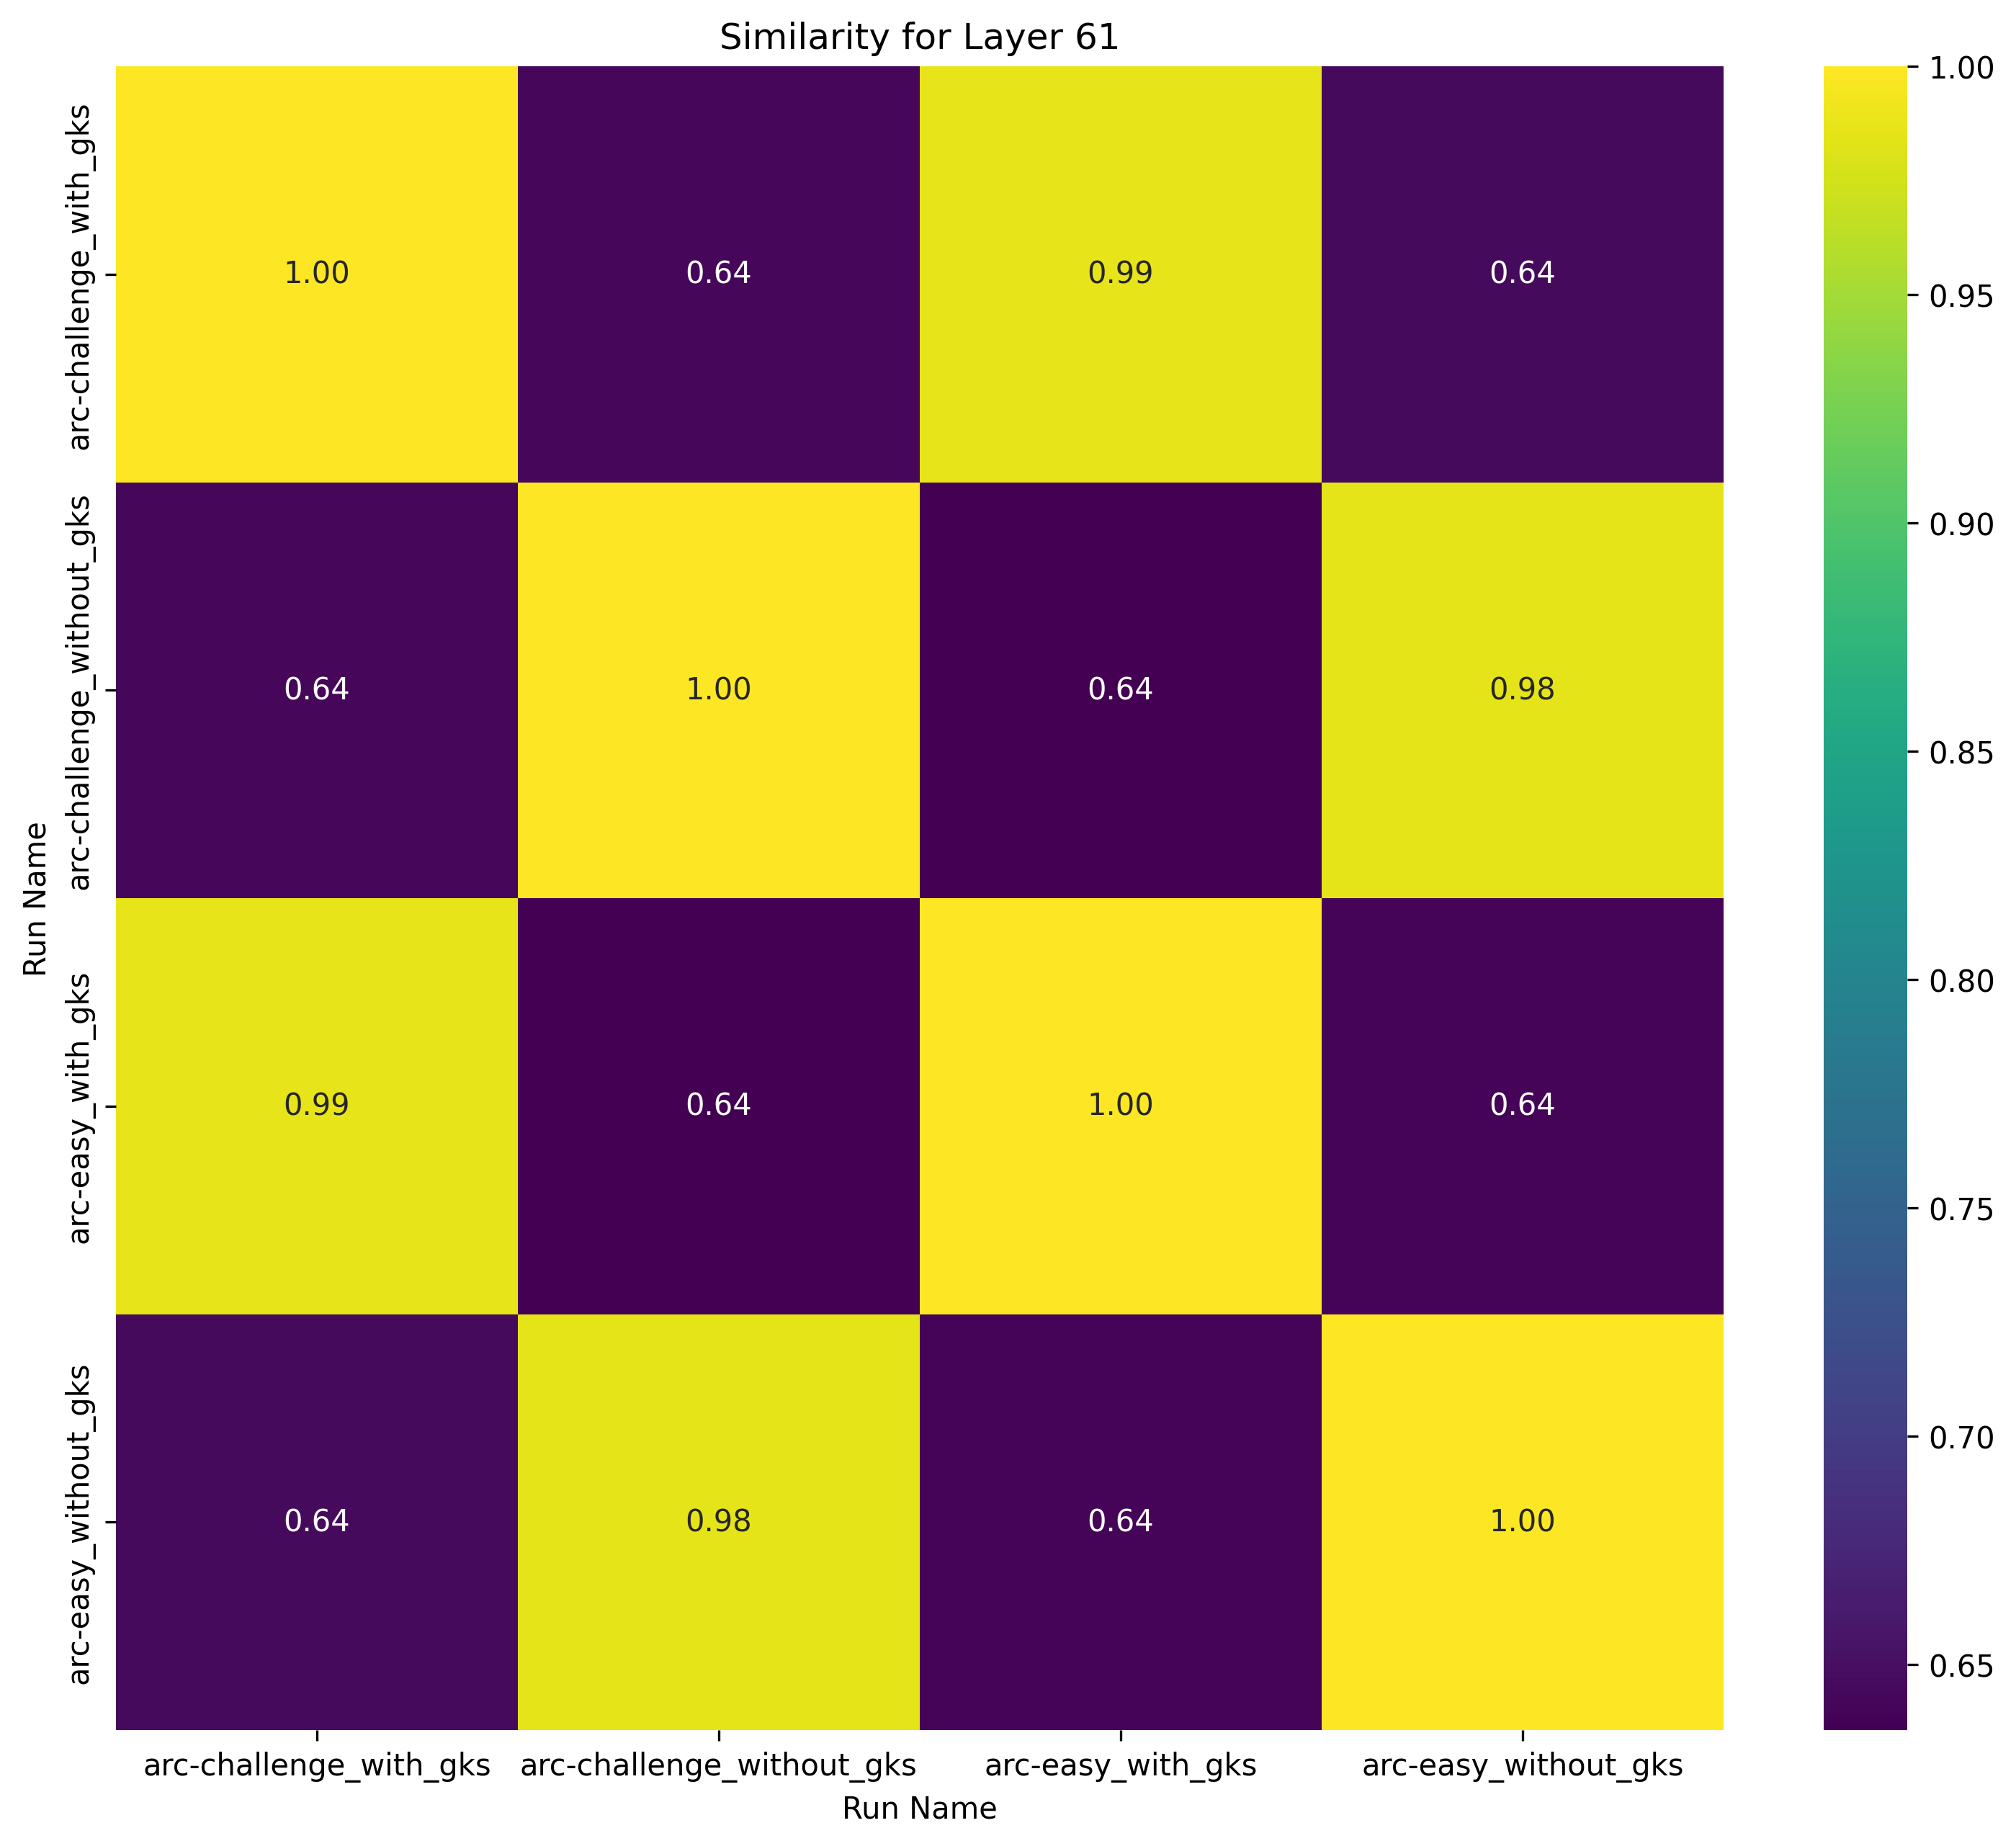 Similarity for Layer 61
Run Name
arc-challenge_with_gks
1.00 0.64 0.99 0.64
arc-challenge_without_gks
0.64 1.00 0.64 0.98
arc-easy_with_gks
0.99 0.64 1.00 0.64
arc-easy_without_gks
0.64 0.98 0.64 1.00
arc-challenge_with_gks arc-challenge_without_gks arc-easy_with_gks arc-easy_without_gks
Run Name
1.00
0.95
0.90
0.85
0.80
0.75
0.70
0.65